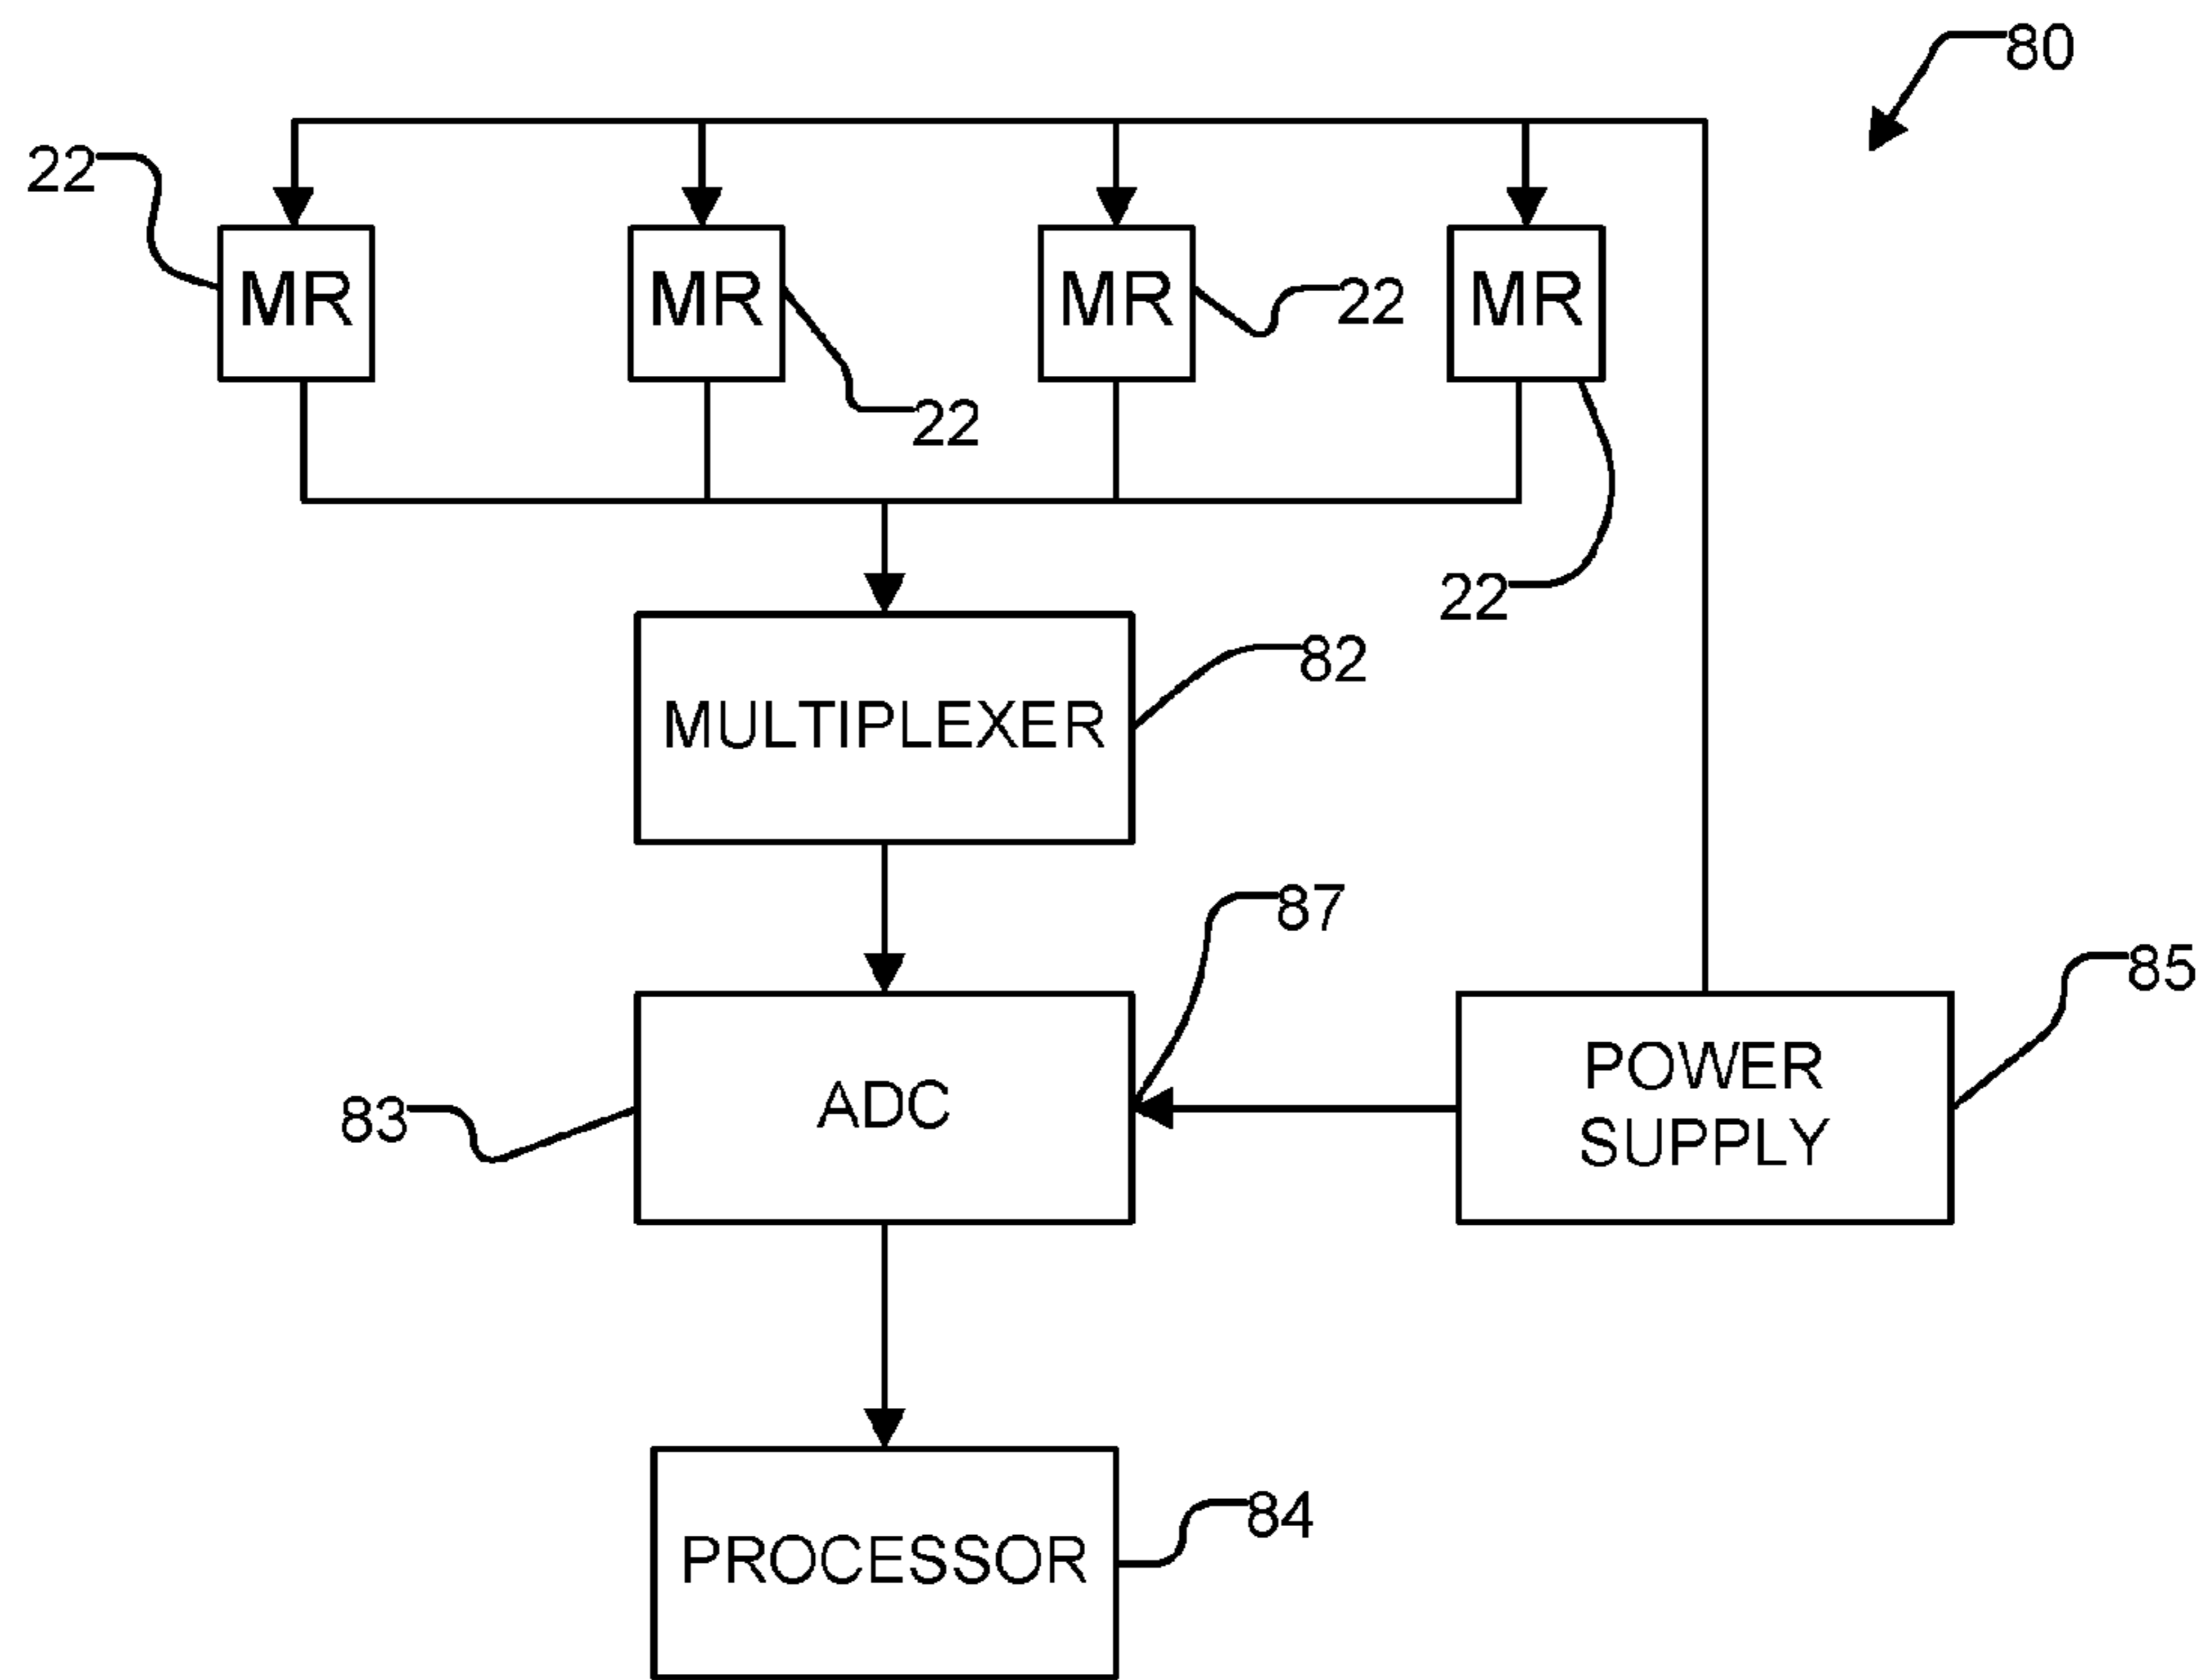 80
22
MR MR MR MR
22
22
22
MULTIPLEXER
82
87
85
ADC
POWER
SUPPLY
83
PROCESSOR
84